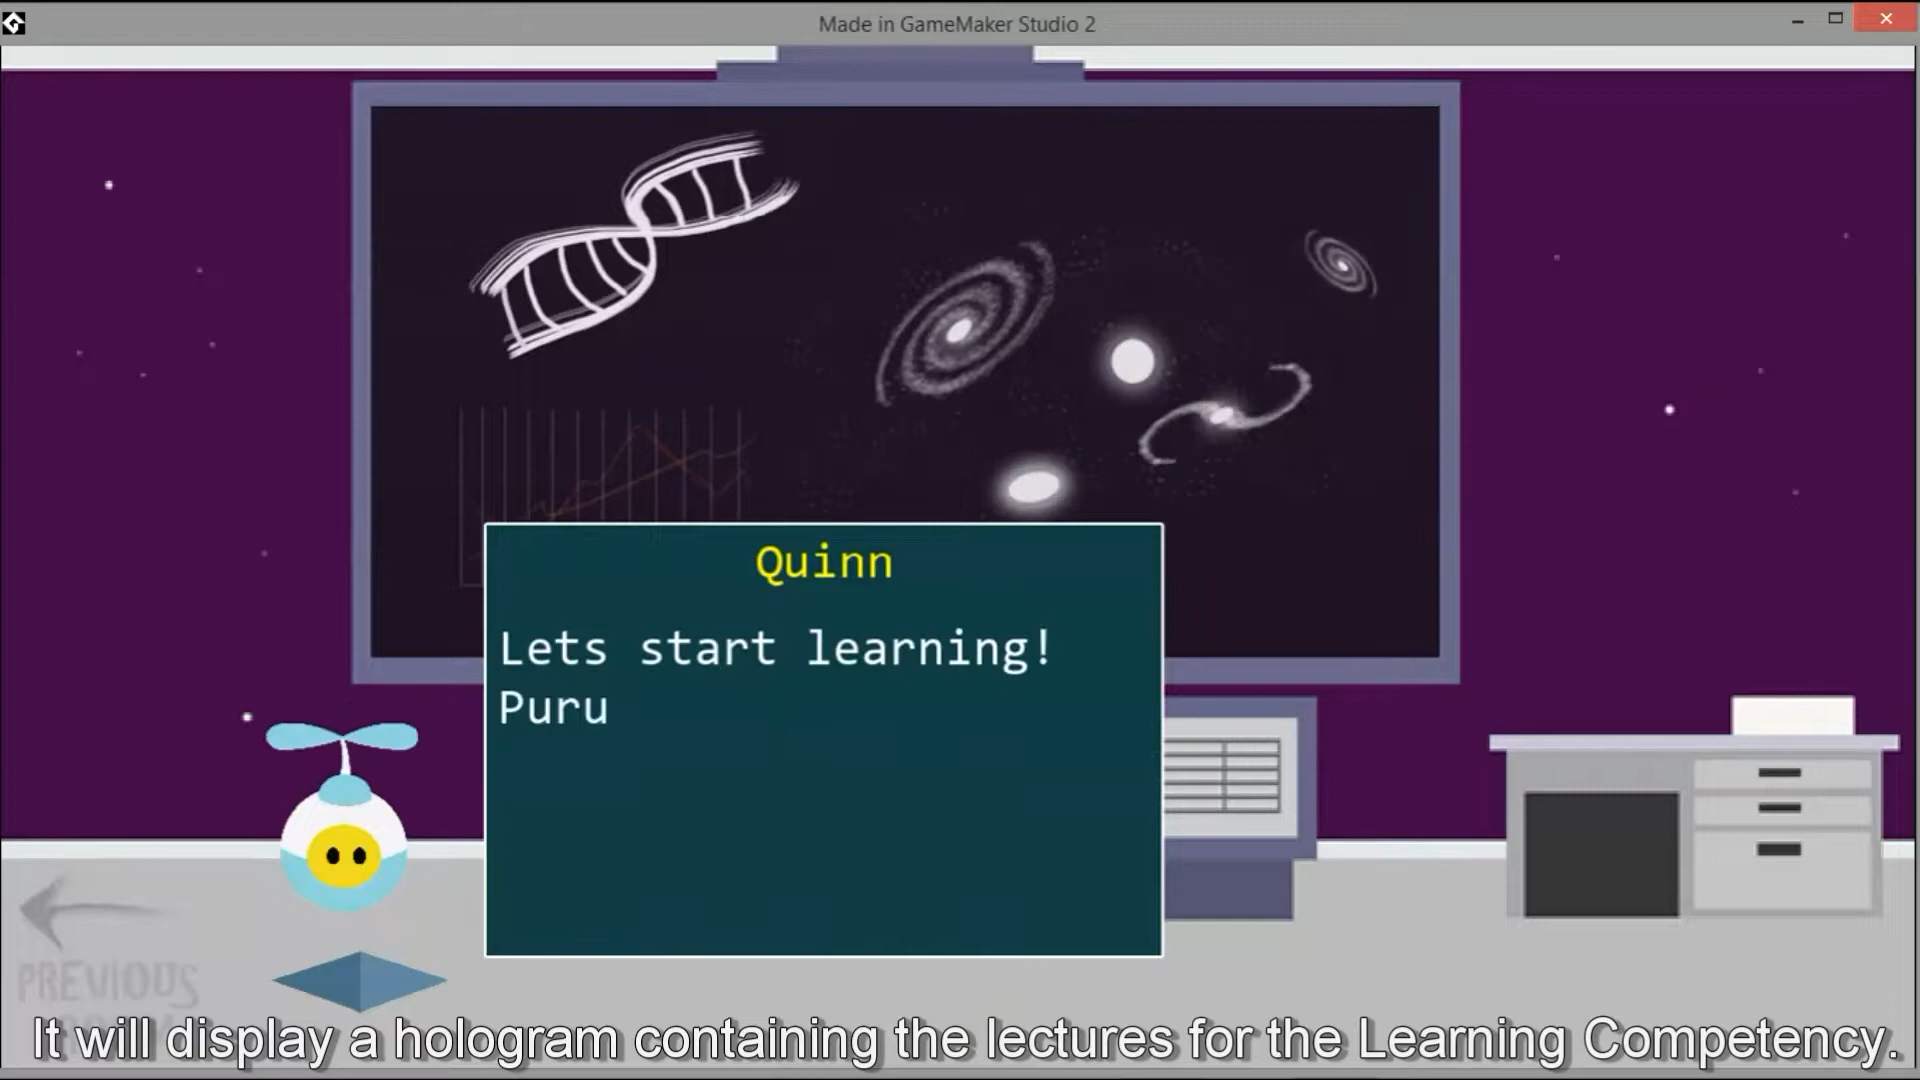 Made in GameMaker Studio 2
Quinn
Lets start learning!
Puru
PREVIOUS
It will display a hologram containing the lectures for the Learning Competency.